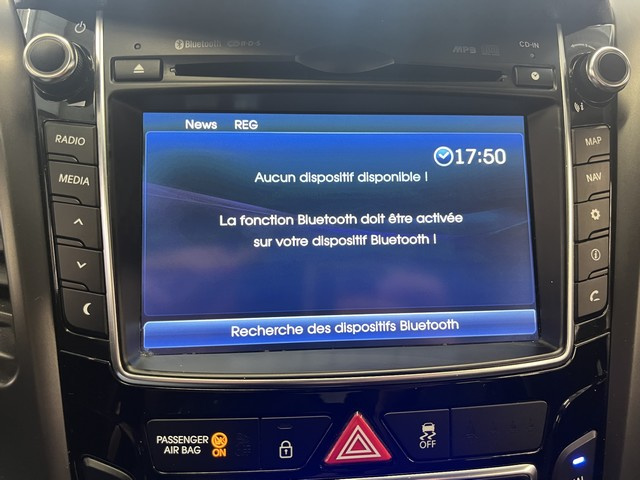 Bluetooth
CD-IN
RADIO
MEDIA
MAP
NAV
News REG
17:50
Aucun dispositif disponible !
La fonction Bluetooth doit être activée
sur votre dispositif Bluetooth !
Recherche des dispositifs Bluetooth
PASSENGER
AIR BAG
ON
OFF